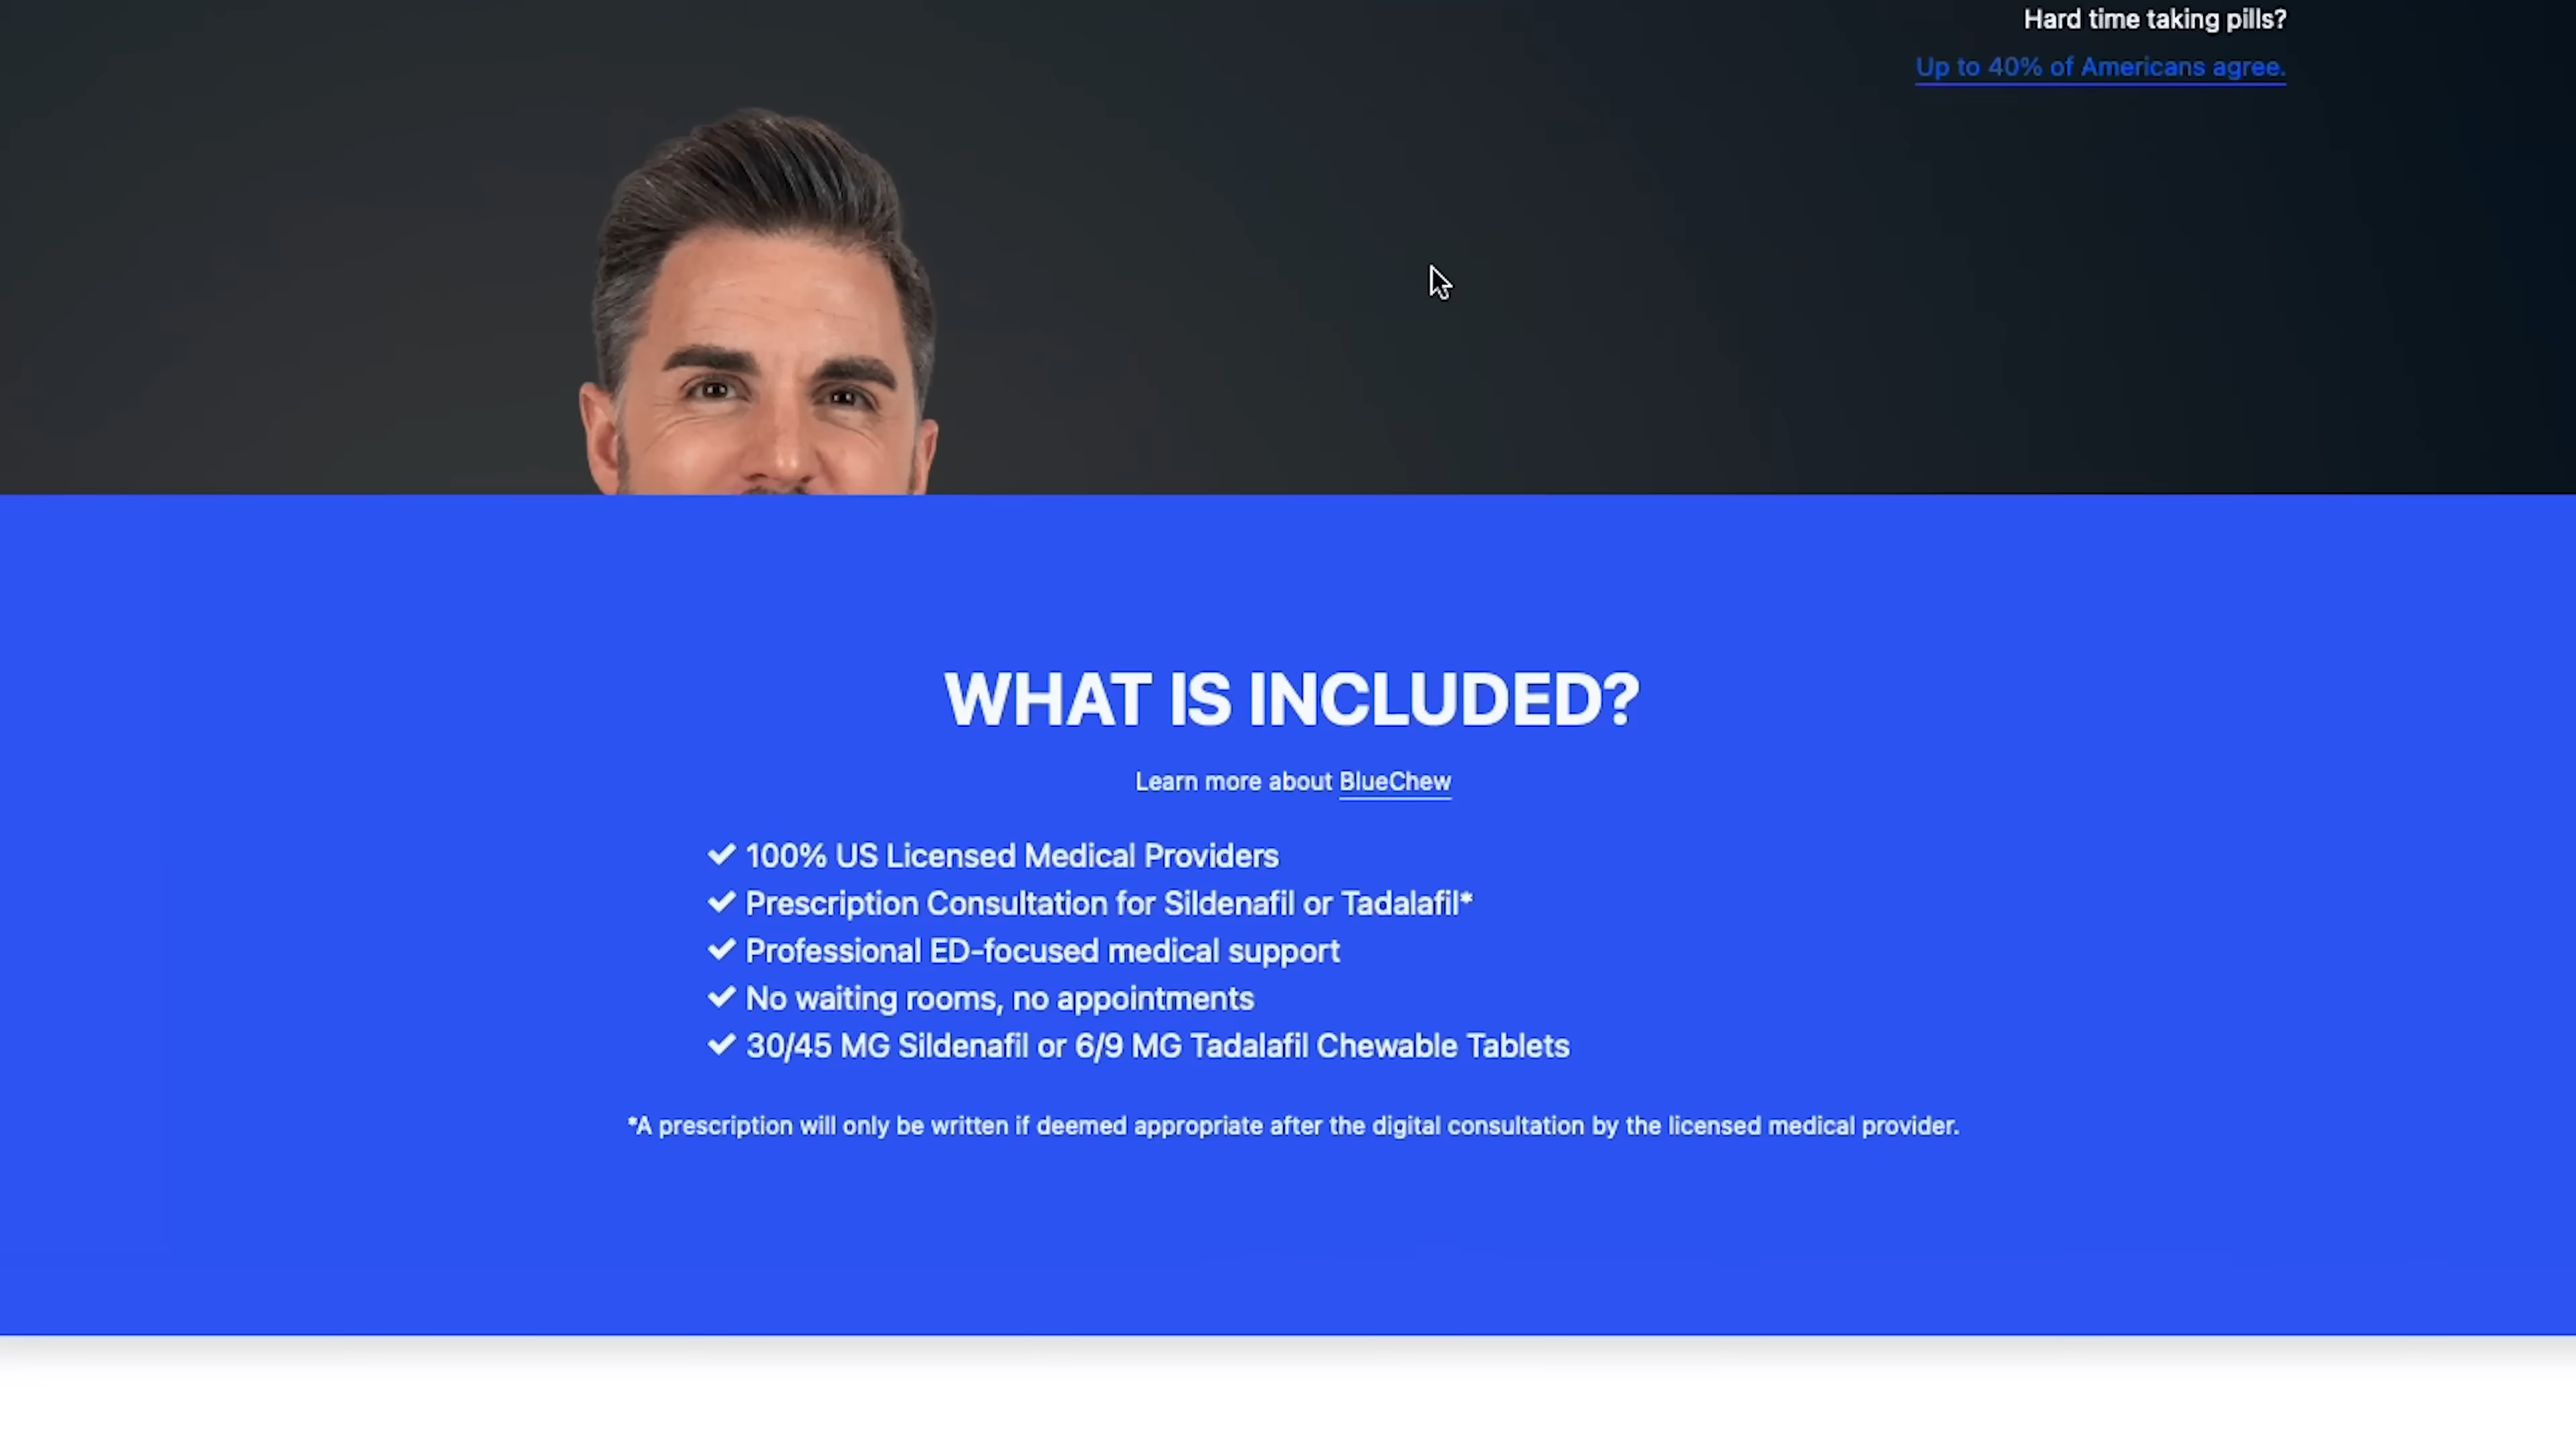 Hard time taking pills?
Up to 40% of Americans agree.
WHAT IS INCLUDED?
Learn more about BlueChew
100% US Licensed Medical Providers
Prescription Consultation for Sildenafil or Tadalafil*
Professional ED-focused medical support
No waiting rooms, no appointments
30/45 MG Sildenafil or 6/9 MG Tadalafil Chewable Tablets
*A prescription will only be written if deemed appropriate after the digital consultation by the licensed medical provider.